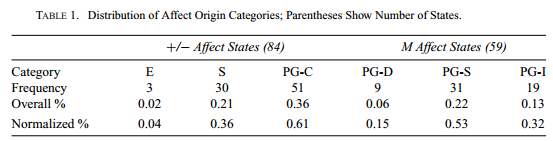 TABLE 1. Distribution of Affect Origin Categories; Parentheses Show Number of States.
+/− Affect States (84) M Affect States (59)
Category E S PG-C PG-D PG-S PG-I
Frequency 3 30 51 9 31 19
Overall % 0.02 0.21 0.36 0.06 0.22 0.13
Normalized % 0.04 0.36 0.61 0.15 0.53 0.32